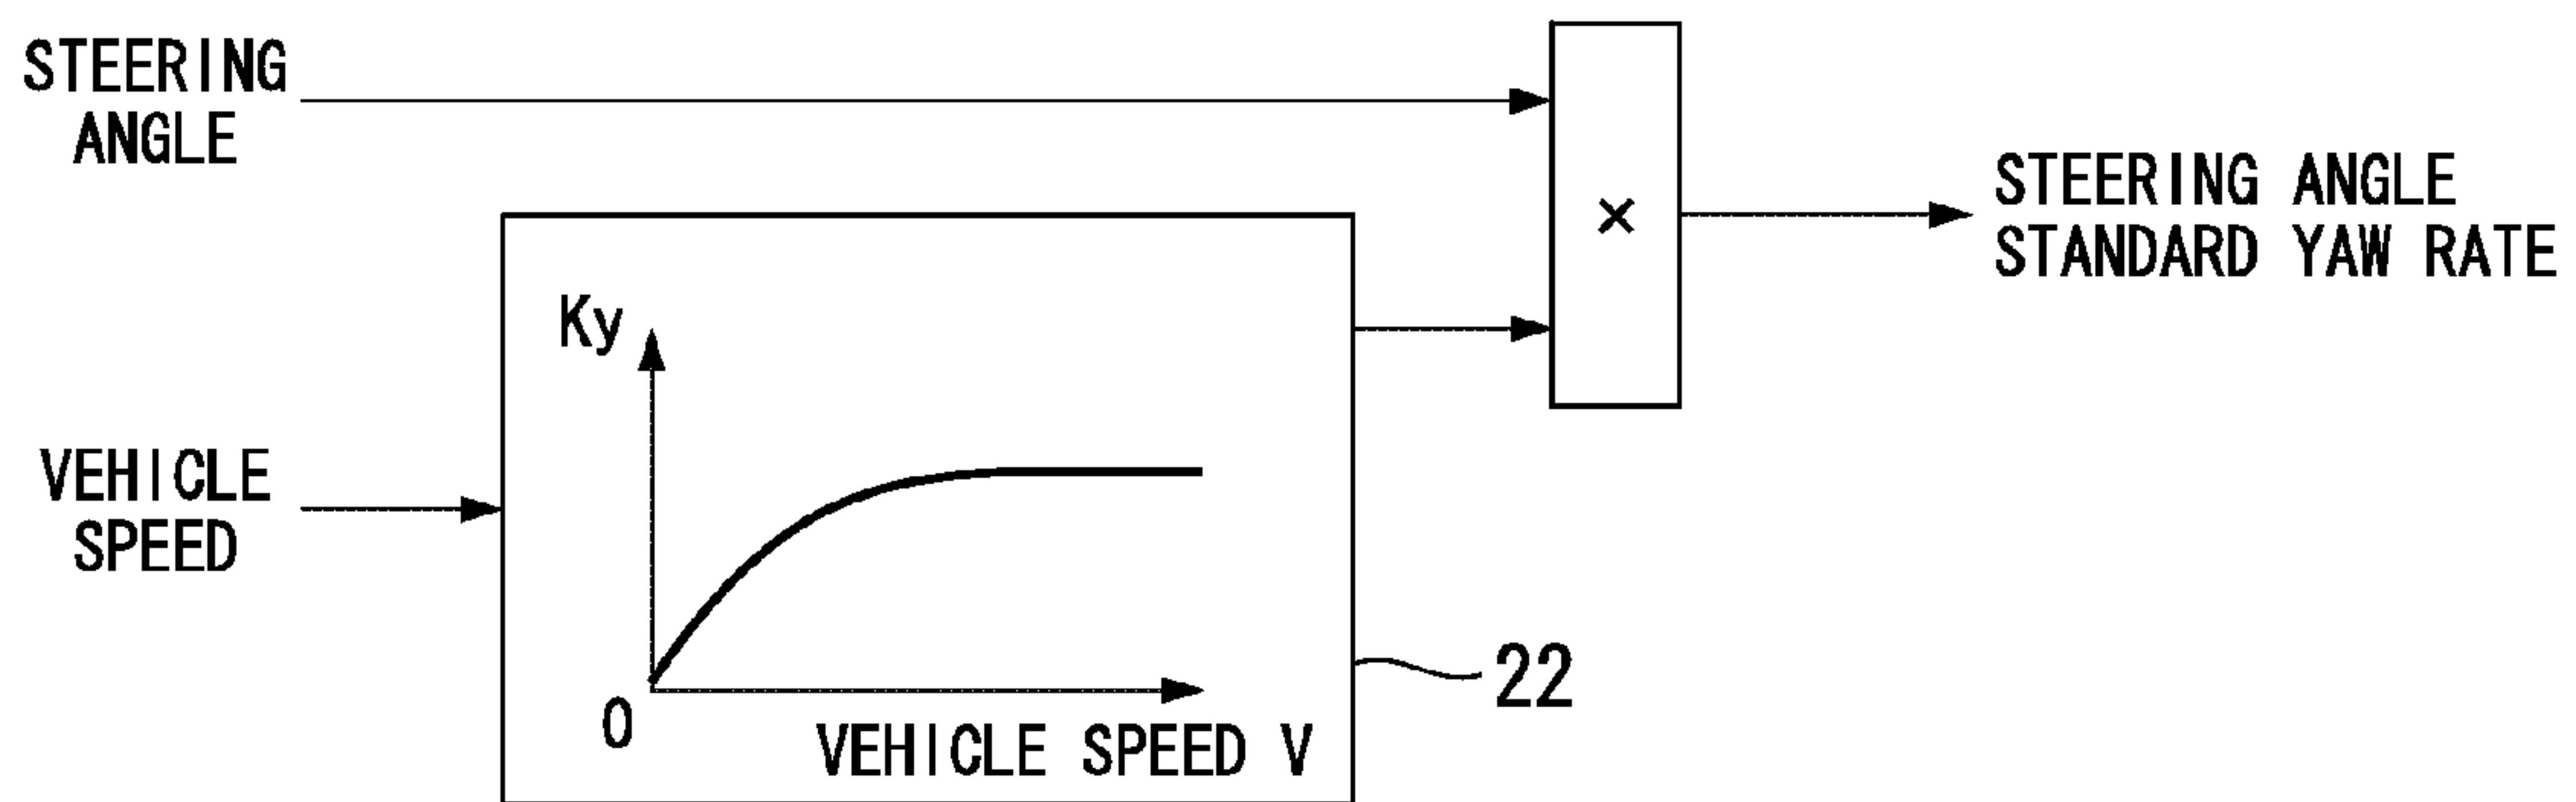 STEERING
ANGLE
×
STEERING ANGLE
STANDARD YAW RATE
Ky
VEHICLE
SPEED
0
VEHICLE SPEED V
22